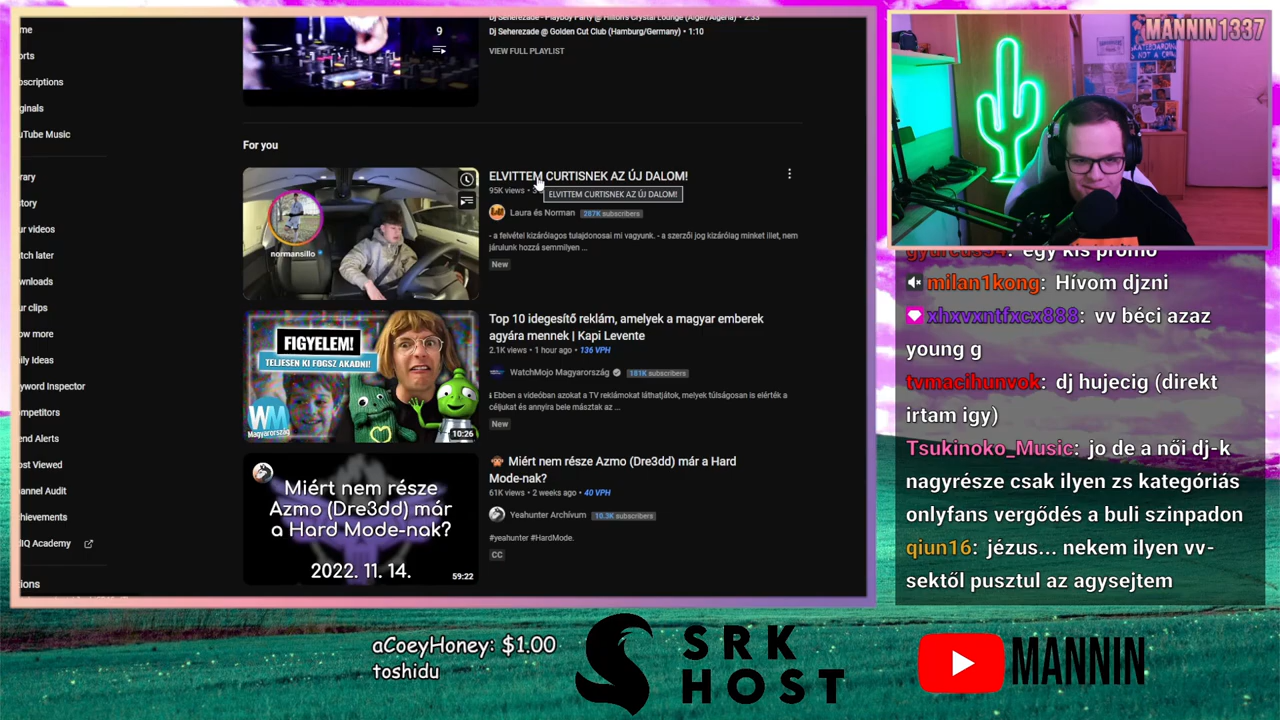 Dj Seherezade - Playboy Party @ Hilton's Crystal Lounge (Alger/Algeria) • 2:33
9
Dj Seherezade @ Golden Cut Club (Hamburg/Germany) • 1:10
VIEW FULL PLAYLIST
me
orts
bscriptions
ginals
uTube Music
rary
story
ur videos
atch later
wnloads
ur clips
ow more
ily Ideas
yword Inspector
ompetitors
end Alerts
ost Viewed
annel Audit
chievements
IQ Academy
tions
For you
normansillo
ELVITTEM CURTISNEK AZ ÚJ DALOM!
95K views • 3
ELVITTEM CURTISNEK AZ ÚJ DALOM!
Laura és Norman 287K subscribers
- a felvétel kizárólagos tulajdonosai mi vagyunk. - a szerzői jog kizárólag minket illet, nem
járulunk hozzá semmilyen ...
New
FIGYELEM!
TELJESEN KI FOGSZ AKADNI!
WM
Magyarország
10:26
Top 10 idegesítő reklám, amelyek a magyar emberek
agyára mennek | Kapi Levente
2.1K views • 1 hour ago • 136 VPH
WatchMojo Magyarország 181K subscribers
ℹ Ebben a videóban azokat a TV reklámokat láthatjátok, melyek túlságosan is elérték a
céljukat és annyira bele másztak az ...
New
Miért nem része
Azmo (Dre3dd) már
a Hard Mode-nak?
2022. 11. 14.
59:22
🙊 Miért nem része Azmo (Dre3dd) már a Hard
Mode-nak?
61K views • 2 weeks ago • 40 VPH
Yeahunter Archívum 10.3K subscribers
#yeahunter #HardMode.
CC
MANNIN1337
SKATEBOARDING
IS NOT A CRIME
gyurcus54: egy kis promo
milan1kong: Hívom djzni
xhxvxntfxcx888: vv béci azaz
young g
tvmacihunvok: dj hujecig (direkt
irtam igy)
Tsukinoko_Music: jo de a női dj-k
nagyrésze csak ilyen zs kategóriás
onlyfans vergődés a buli szinpadon
qiun16: jézus... nekem ilyen vv-
sektől pusztul az agysejtem
aCoeyHoney: $1.00
toshidu
SRK
HOST
MANNIN